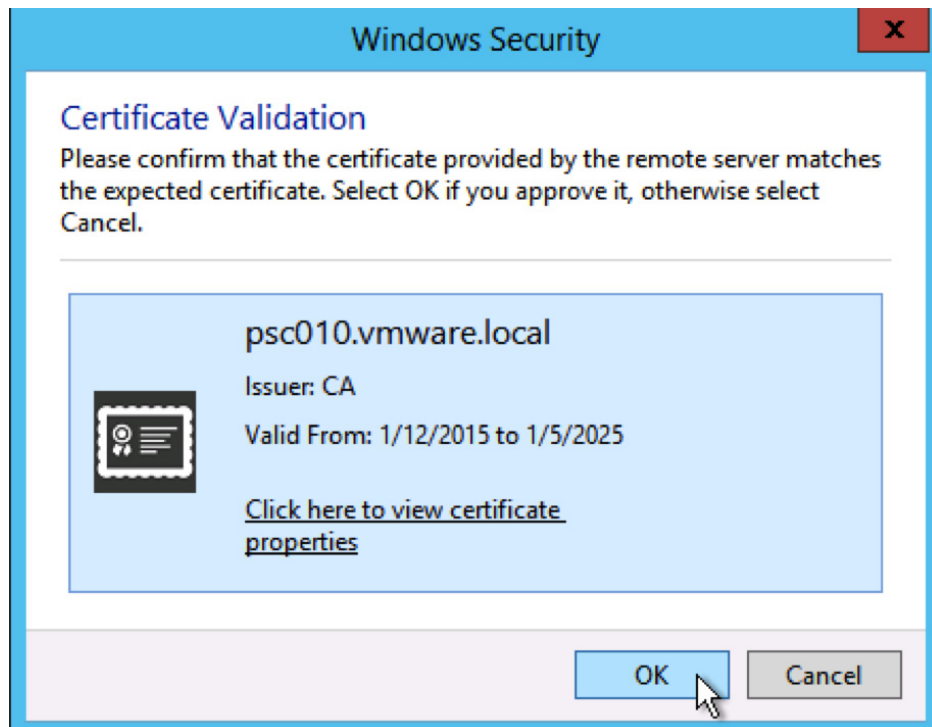 Windows Security
x
Certificate Validation
Please confirm that the certificate provided by the remote server matches
the expected certificate. Select OK if you approve it, otherwise select
Cancel.
psc010.vmware.local
Issuer: CA
Valid From: 1/12/2015 to 1/5/2025
Click here to view certificate
properties
OK
Cancel